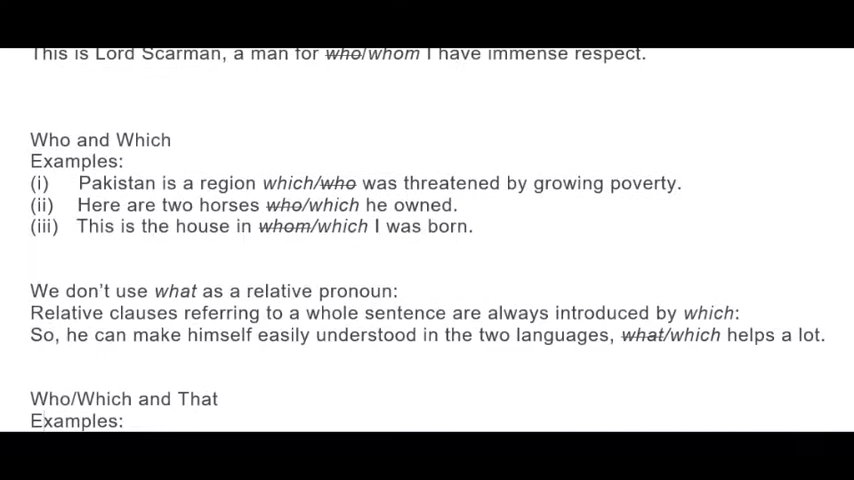 This is Lord Scarman, a man for who/whom I have immense respect.
Who and Which
Examples:
(i) Pakistan is a region which/who was threatened by growing poverty.
(ii) Here are two horses who/which he owned.
(iii) This is the house in whom/which I was born.
We don't use what as a relative pronoun:
Relative clauses referring to a whole sentence are always introduced by which:
So, he can make himself easily understood in the two languages, what/which helps a lot.
Who/Which and That
Examples: